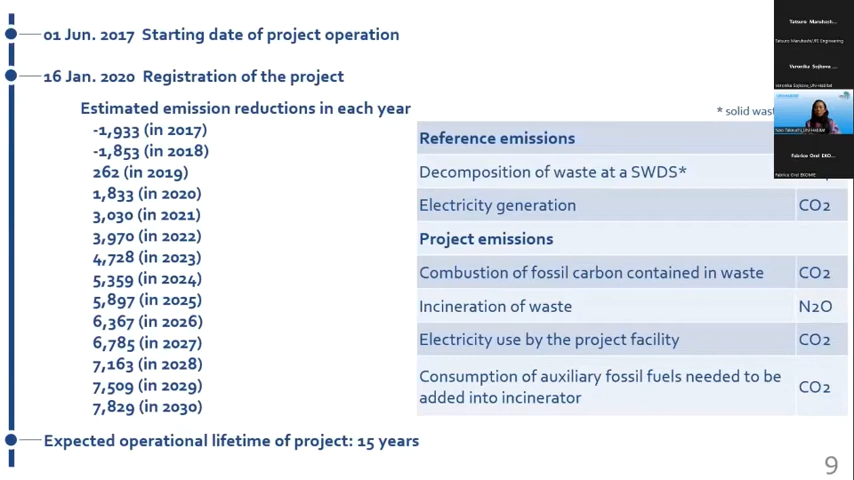 01 Jun. 2017 Starting date of project operation
16 Jan. 2020 Registration of the project
Estimated emission reductions in each year
-1,933 (in 2017)
-1,853 (in 2018)
262 (in 2019)
1,833 (in 2020)
3,030 (in 2021)
3,970 (in 2022)
4,728 (in 2023)
5,359 (in 2024)
5,897 (in 2025)
6,367 (in 2026)
6,785 (in 2027)
7,163 (in 2028)
7,509 (in 2029)
7,829 (in 2030)
Expected operational lifetime of project: 15 years
* solid
Reference emissions
Decomposition of waste at a SWDS*
Electricity generation CO2
Project emissions
Combustion of fossil carbon contained in waste CO2
Incineration of waste N2O
Electricity use by the project facility CO2
Consumption of auxiliary fossil fuels needed to be
added into incinerator CO2
9
Veronika Sojkova ...
Fabrice Orel EKO...